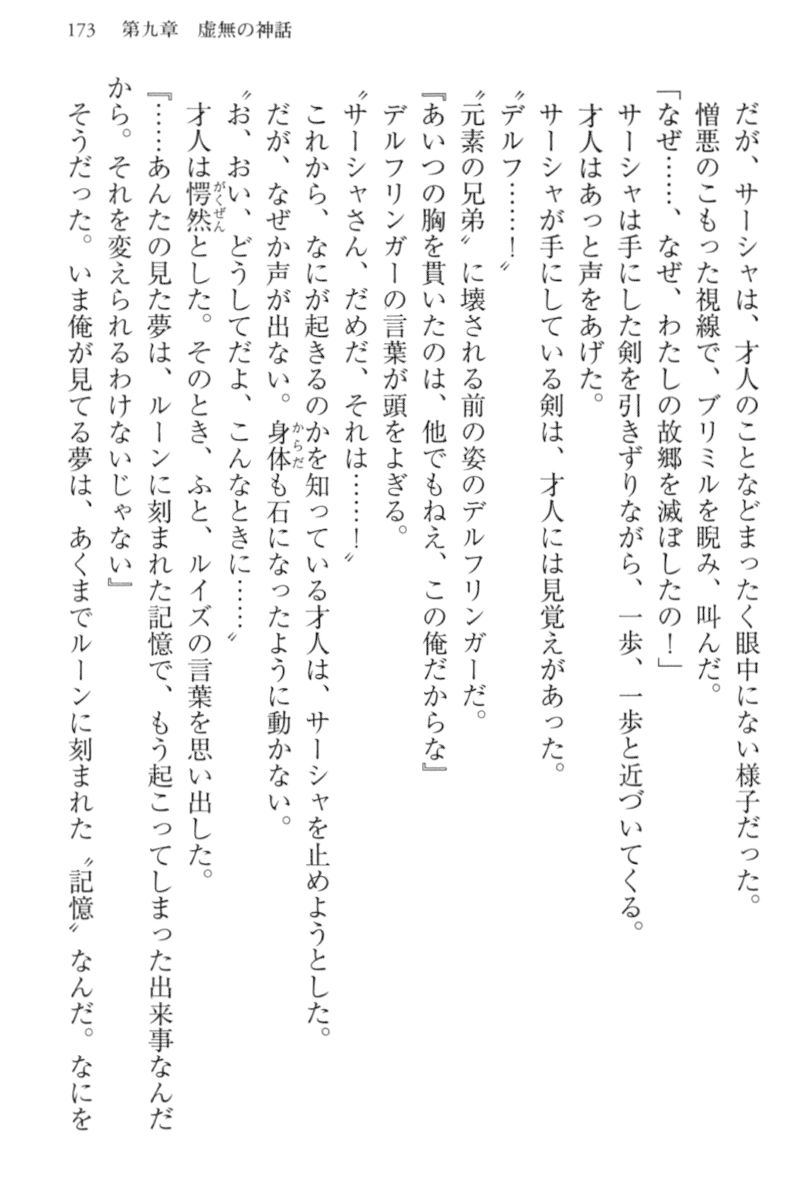 173　第九章　虚無の神話
だが、サーシャは、才人のことなどまったく眼中にない様子だった。
憎悪のこもった視線で、ブリミルを睨み、叫んだ。
「なぜ……、なぜ、わたしの故郷を滅ぼしたの！」
サーシャは手にした剣を引きずりながら、一歩、一歩と近づいてくる。
才人はあっと声をあげた。
サーシャが手にしている剣は、才人には見覚えがあった。
〝デルフ……！〟
〝元素の兄弟〟に壊される前の姿のデルフリンガーだ。
『あいつの胸を貫いたのは、他でもねえ、この俺だからな』
デルフリンガーの言葉が頭をよぎる。
〝サーシャさん、だめだ、それは……！〟
これから、なにが起きるのかを知っている才人は、サーシャを止めようとした。
だが、なぜか声が出ない。身体からだも石になったように動かない。
〝お、おい、どうしてだよ、こんなときに……〟
才人は愕然がくぜんとした。そのとき、ふと、ルイズの言葉を思い出した。
『……あんたの見た夢は、ルーンに刻まれた記憶で、もう起こってしまった出来事なんだ
から。それを変えられるわけないじゃない』
そうだった。いま俺が見てる夢は、あくまでルーンに刻まれた〝記憶〟なんだ。なにを